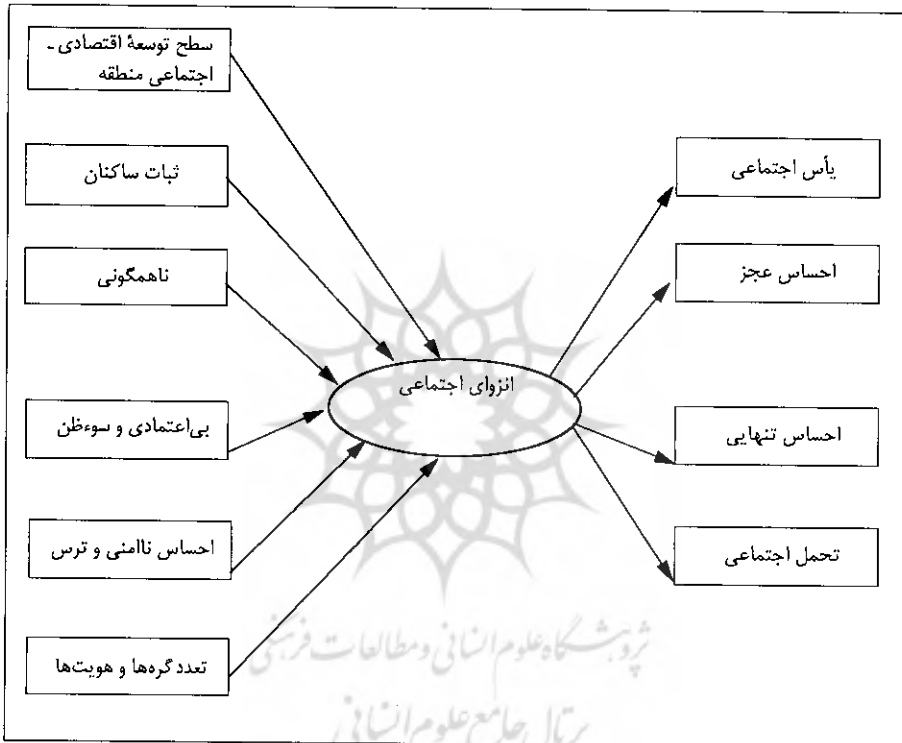 سطح توسعهٔ اقتصادی ـ
اجتماعی منطقه
ثبات ساکنان
ناهمگونی
بی‌اعتمادی و سوءظن
احساس ناامنی و ترس
تعدد گره‌ها و هویت‌ها
انزوای اجتماعی
یأس اجتماعی
احساس عجز
احساس تنهایی
تحمل اجتماعی
پژوهشگاه علوم انسانی و مطالعات فرهنگی
پرتال جامع علوم انسانی